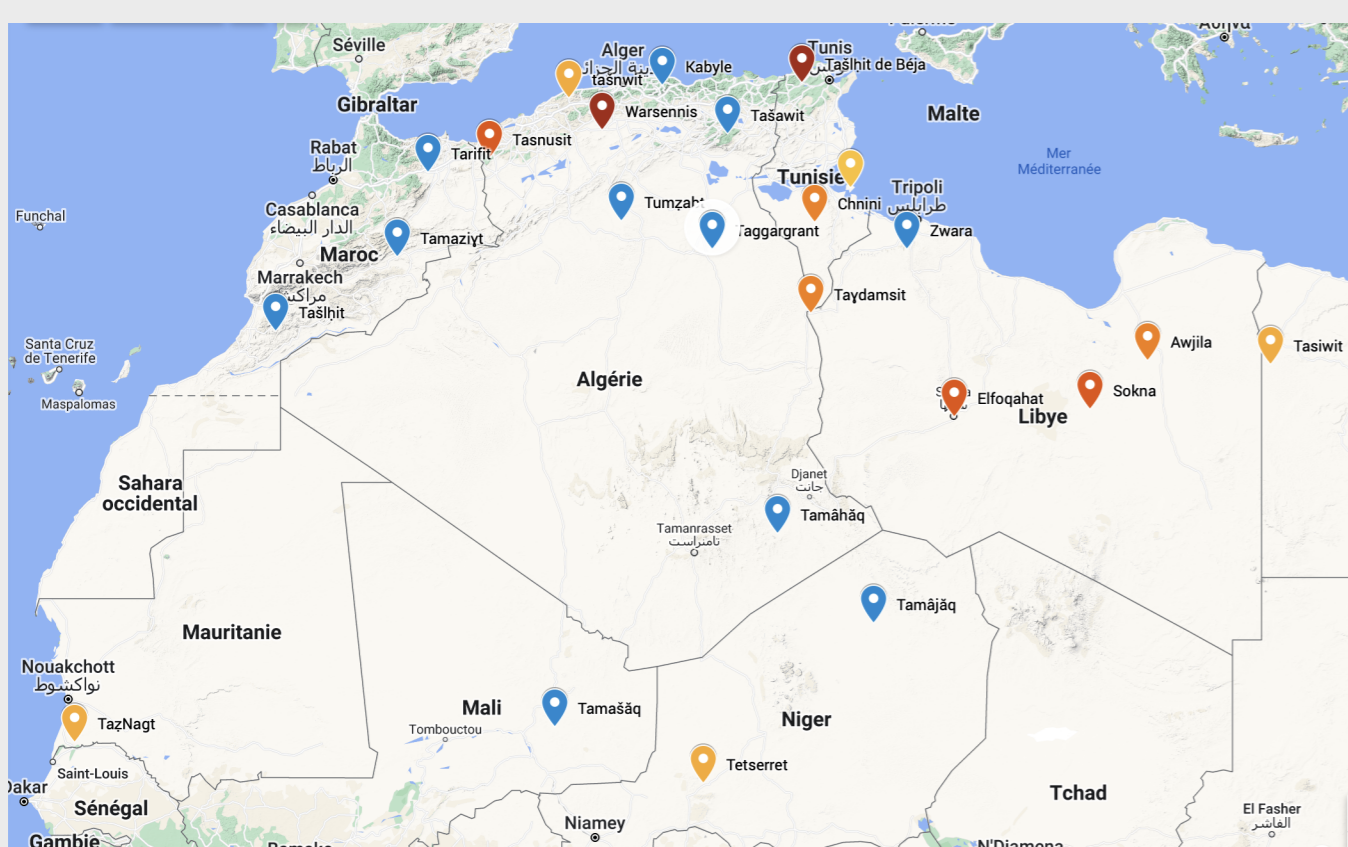 Séville
Alger
Tunis
Kabyle
Tašlḥit de Béja
tašnwit
Gibraltar
Warsennis
Tašawit
Malte
Rabat
الرباط
Tarifit
Tasnusit
Mer
Méditerranée
Tunisie
Tripoli
طرابلس
Funchal
Casablanca
الدار البيضاء
Tumẓabt
Chnini
Taggargrant
Zwara
Maroc
Tamaziɣt
Marrakech
مراكش
Tašlḥit
Taɣdamsit
Santa Cruz
de Tenerife
Awjila
Tasiwit
Maspalomas
Algérie
Elfoqahat
Sokna
Libye
Sahara
occidental
Djanet
جانت
Tamâhăq
Tamanrasset
تامنراست
Tamâjăq
Mauritanie
Nouakchott
نواكشوط
TaẓNagt
Mali
Tamašăq
Tombouctou
Niger
Tetserret
Saint-Louis
Dakar
Sénégal
Tchad
Niamey
El Fasher
الفاشر
Gambie
N'Djamena